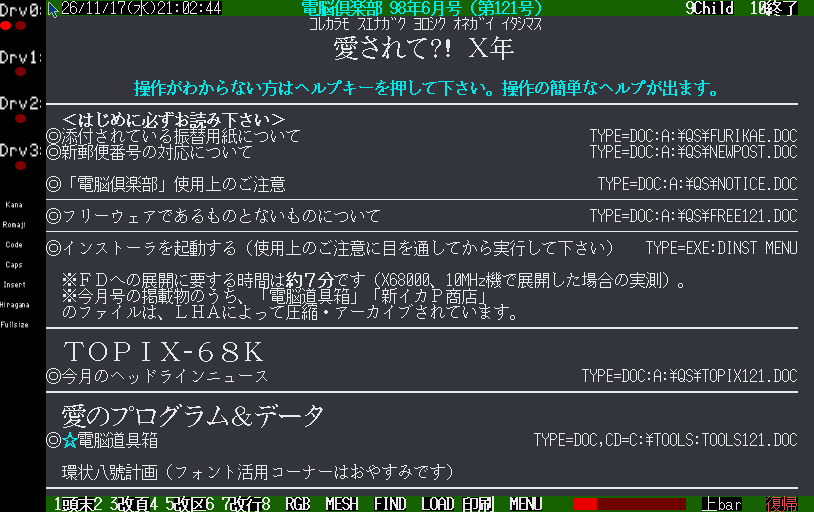 Drv0:
Drv1:
Drv2:
Drv3:
Kana
Romaji
Code
Caps
Insert
Hiragana
Fullsize
26/11/17(水)21:02:44 電脳倶楽部 98年6月号（第121号） 9Child 10終了
ｺﾚｶﾗﾓ ｽｴﾅｶﾞｸ ﾖﾛｼｸ ｵﾈｶﾞｲ ｲﾀｼﾏｽ
愛されて?! Ｘ年
操作がわからない方はヘルプキーを押して下さい。操作の簡単なヘルプが出ます。
＜はじめに必ずお読み下さい＞
◎添付されている振替用紙について TYPE=DOC:A:¥QS¥FURIKAE.DOC
◎新郵便番号の対応について TYPE=DOC:A:¥QS¥NEWPOST.DOC
◎「電脳倶楽部」使用上のご注意 TYPE=DOC:A:¥QS¥NOTICE.DOC
◎フリーウェアであるものとないものについて TYPE=DOC:A:¥QS¥FREE121.DOC
◎インストーラを起動する（使用上のご注意に目を通してから実行して下さい） TYPE=EXE:DINST MENU
※ＦＤへの展開に要する時間は約７分です（X68000、10MHz機で展開した場合の実測）。
※今月号の掲載物のうち、「電脳道具箱」「新イカＰ商店」
のファイルは、ＬＨＡによって圧縮・アーカイブされています。
ＴＯＰＩＸ-６８Ｋ
◎今月のヘッドラインニュース TYPE=DOC:A:¥QS¥TOPIX121.DOC
愛のプログラム＆データ
◎☆電脳道具箱 TYPE=DOC,CD=C:¥TOOLS:TOOLS121.DOC
環状八號計画（フォント活用コーナーはおやすみです）
1頭末2 3改頁4 5改区6 7改行8 RGB MESH FIND LOAD 印刷 MENU 上bar 復帰